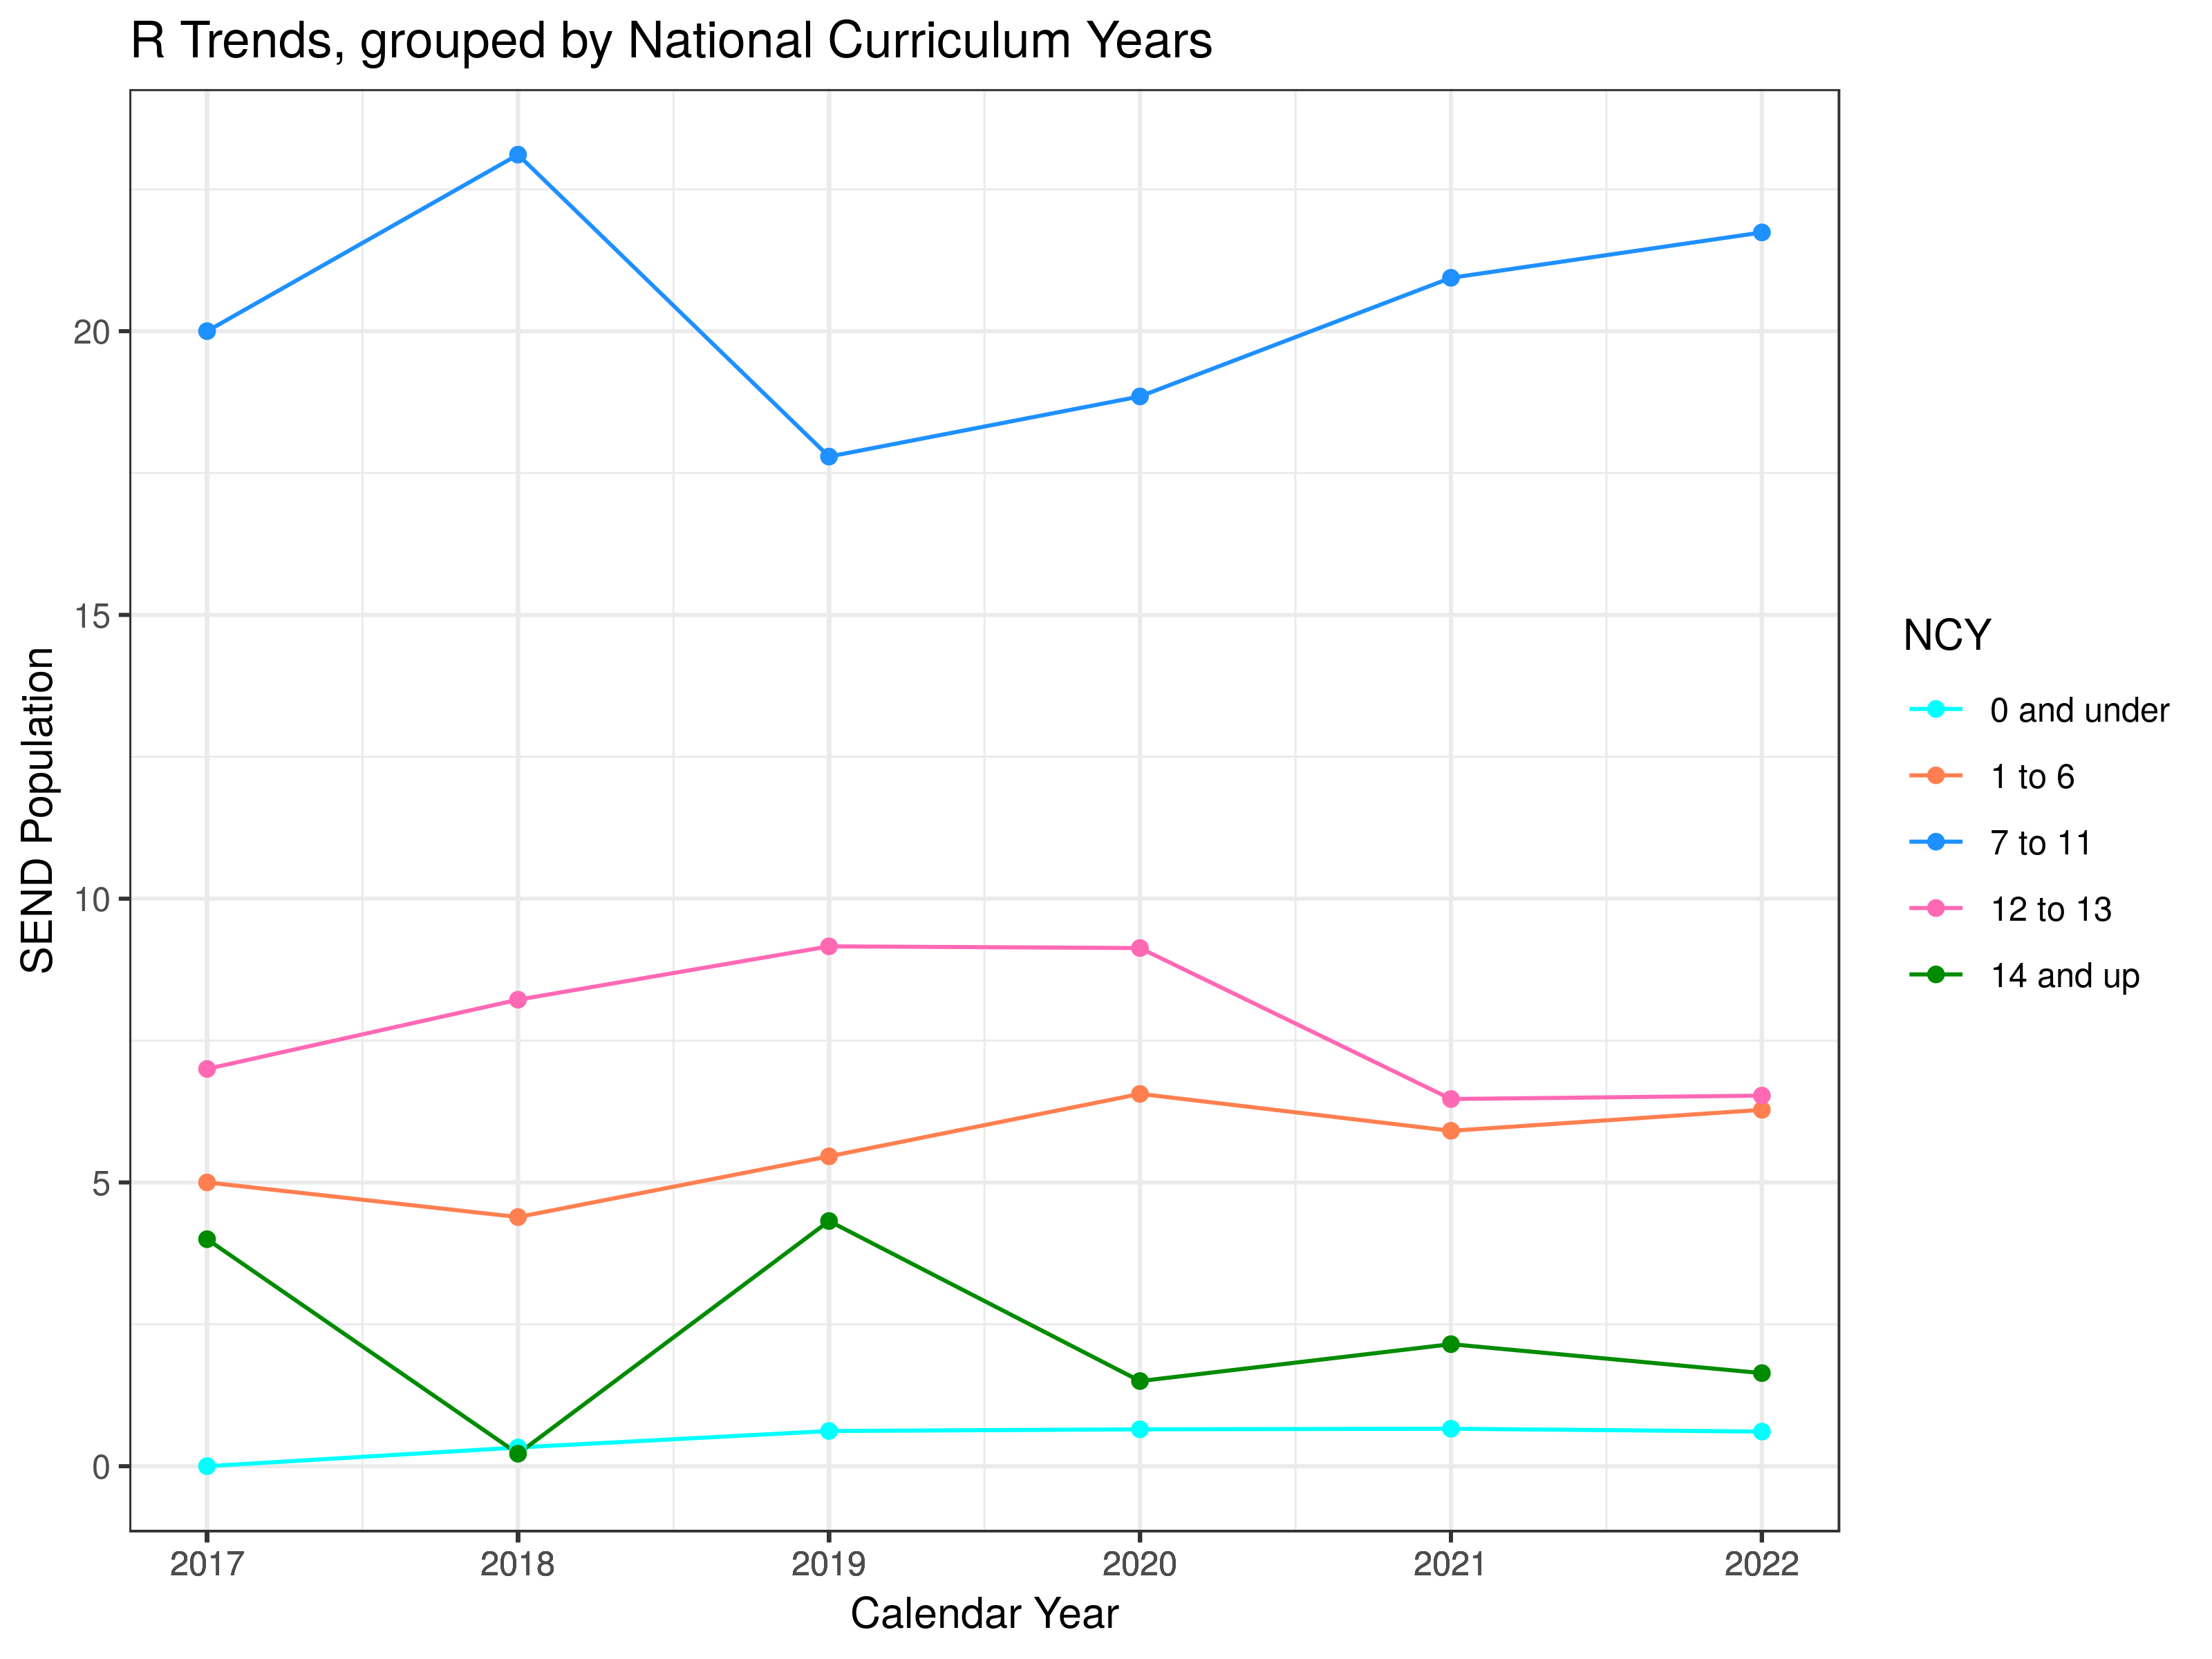 R Trends, grouped by National Curriculum Years
SEND Population
20
15
10
5
0
2017 2018 2019 2020 2021 2022
Calendar Year
NCY
0 and under
1 to 6
7 to 11
12 to 13
14 and up